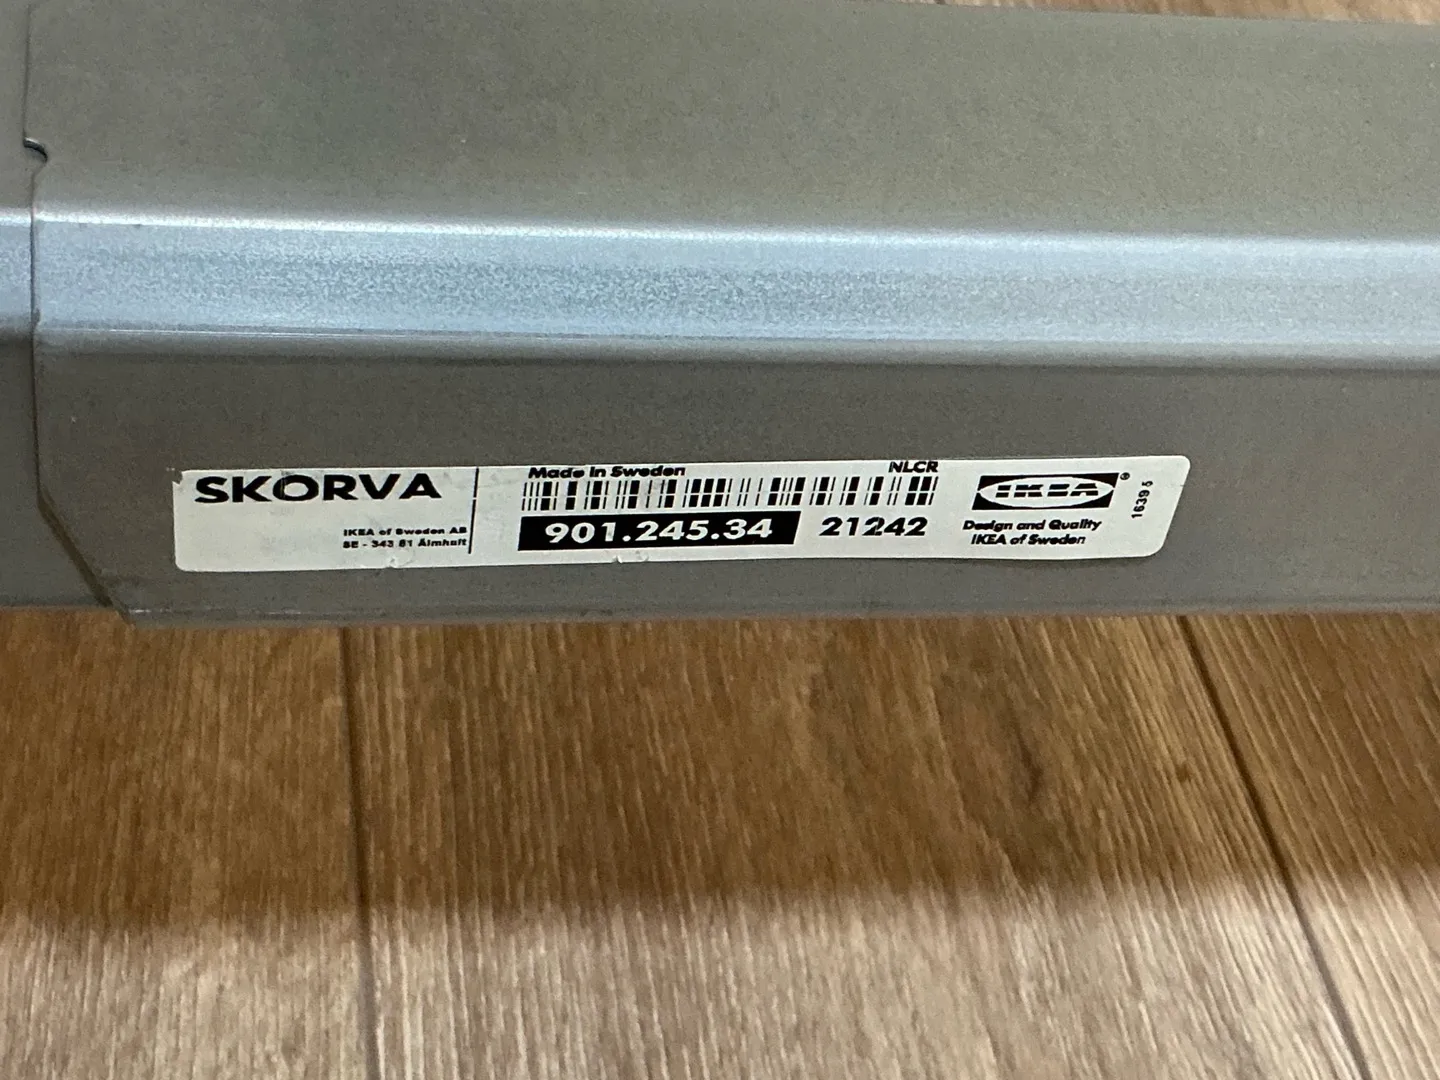 SKORVA
IKEA of Sweden AB
SE - 343 81 Älmhult
Made in Sweden
NLCR
901.245.34
21242
IKEA®
Design and Quality
IKEA of Sweden
1639 5